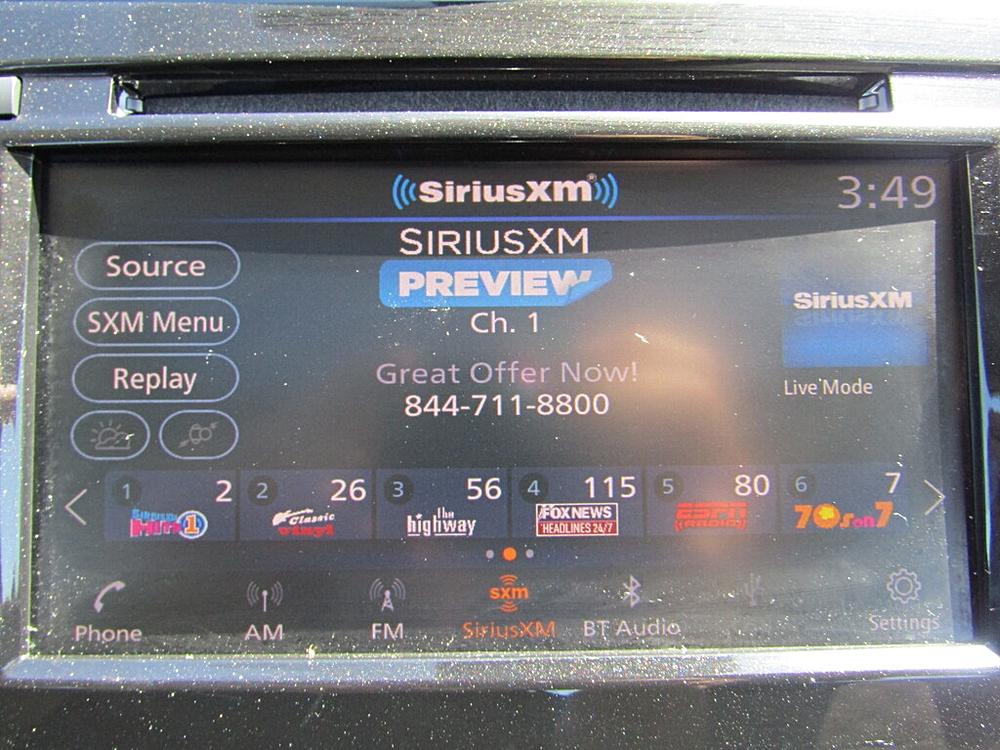 SiriusXM®
3:49
SIRIUSXM
PREVIEW
Ch. 1
Source
SXM Menu
Replay
Great Offer Now!
844-711-8800
SiriusXM
Live Mode
1 2 2 26 3 56 4 115 5 80 6 7
SiriusXM Hits 1
Classic vinyl
the highway
FOX NEWS
HEADLINES 24/7
ESPN
RADIO
70s on 7
sxm
Phone AM FM SiriusXM BT Audio Settings